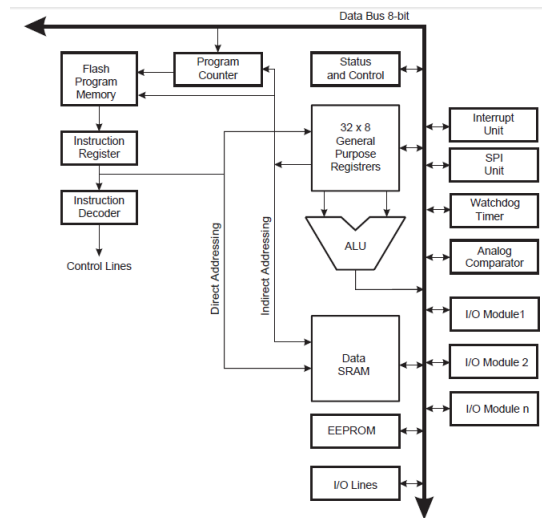 Data Bus 8-bit
Flash
Program
Memory
Program
Counter
Status
and Control
Instruction
Register
32 x 8
General
Purpose
Registrers
Interrupt
Unit
SPI
Unit
Instruction
Decoder
Watchdog
Timer
ALU
Analog
Comparator
Control Lines
Direct Addressing
Indirect Addressing
I/O Module1
Data
SRAM
I/O Module 2
I/O Module n
EEPROM
I/O Lines